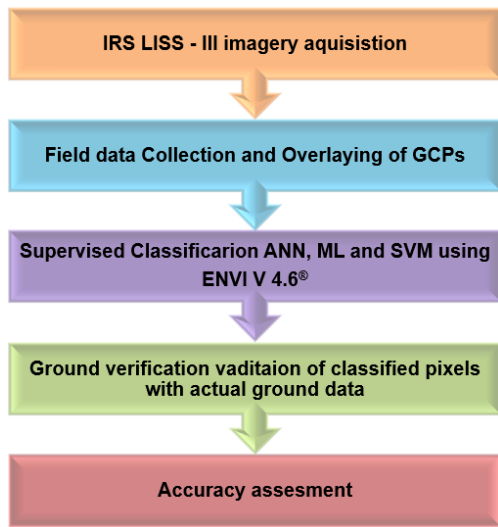 IRS LISS - III imagery aquisistion
Field data Collection and Overlaying of GCPs
Supervised Classificarion ANN, ML and SVM using
ENVI V 4.6®
Ground verification vaditaion of classified pixels
with actual ground data
Accuracy assesment